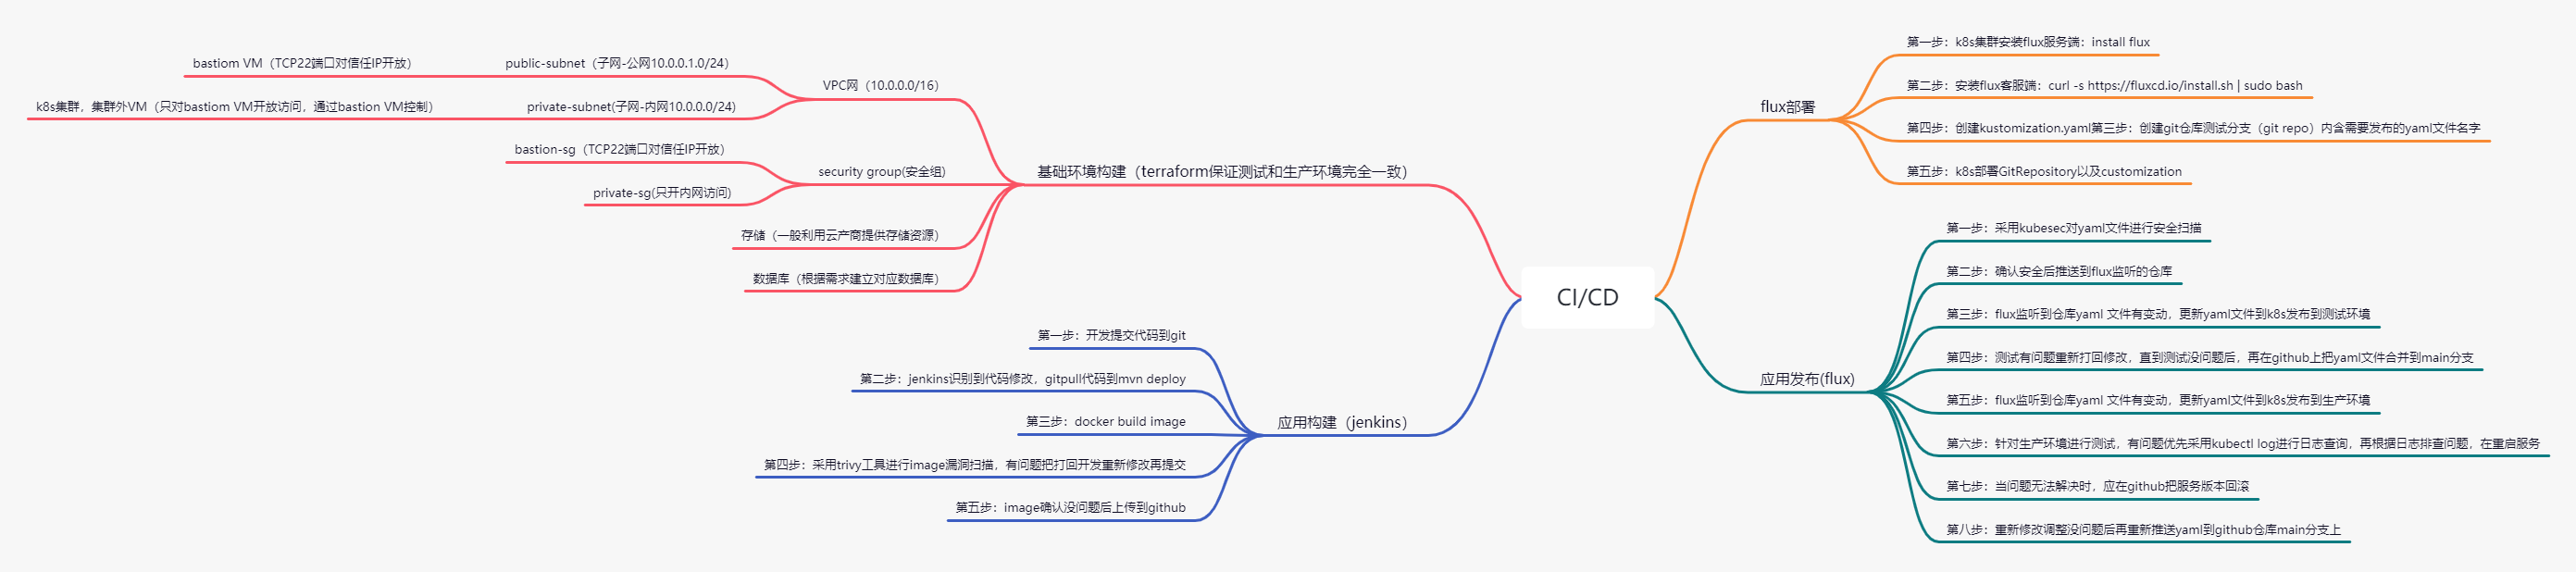 CI/CD
基础环境构建（terraform保证测试和生产环境完全一致）
VPC网（10.0.0.0/16）
public-subnet（子网-公网10.0.0.1.0/24）
bastiom VM（TCP22端口对信任IP开放）
private-subnet(子网-内网10.0.0.0/24)
k8s集群，集群外VM（只对bastiom VM开放访问，通过bastion VM控制）
security group(安全组)
bastion-sg（TCP22端口对信任IP开放）
private-sg(只开内网访问)
存储（一般利用云产商提供存储资源）
数据库（根据需求建立对应数据库）
应用构建（jenkins）
第一步：开发提交代码到git
第二步：jenkins识别到代码修改，gitpull代码到mvn deploy
第三步：docker build image
第四步：采用trivy工具进行image漏洞扫描，有问题把打回开发重新修改再提交
第五步：image确认没问题后上传到github
flux部署
第一步：k8s集群安装flux服务端：install flux
第二步：安装flux客服端：curl -s https://fluxcd.io/install.sh | sudo bash
第四步：创建kustomization.yaml第三步：创建git仓库测试分支（git repo）内含需要发布的yaml文件名字
第五步：k8s部署GitRepository以及customization
应用发布(flux)
第一步：采用kubesec对yaml文件进行安全扫描
第二步：确认安全后推送到flux监听的仓库
第三步：flux监听到仓库yaml 文件有变动，更新yaml文件到k8s发布到测试环境
第四步：测试有问题重新打回修改，直到测试没问题后，再在github上把yaml文件合并到main分支
第五步：flux监听到仓库yaml 文件有变动，更新yaml文件到k8s发布到生产环境
第六步：针对生产环境进行测试，有问题优先采用kubectl log进行日志查询，再根据日志排查问题，在重启服务
第七步：当问题无法解决时，应在github把服务版本回滚
第八步：重新修改调整没问题后再重新推送yaml到github仓库main分支上